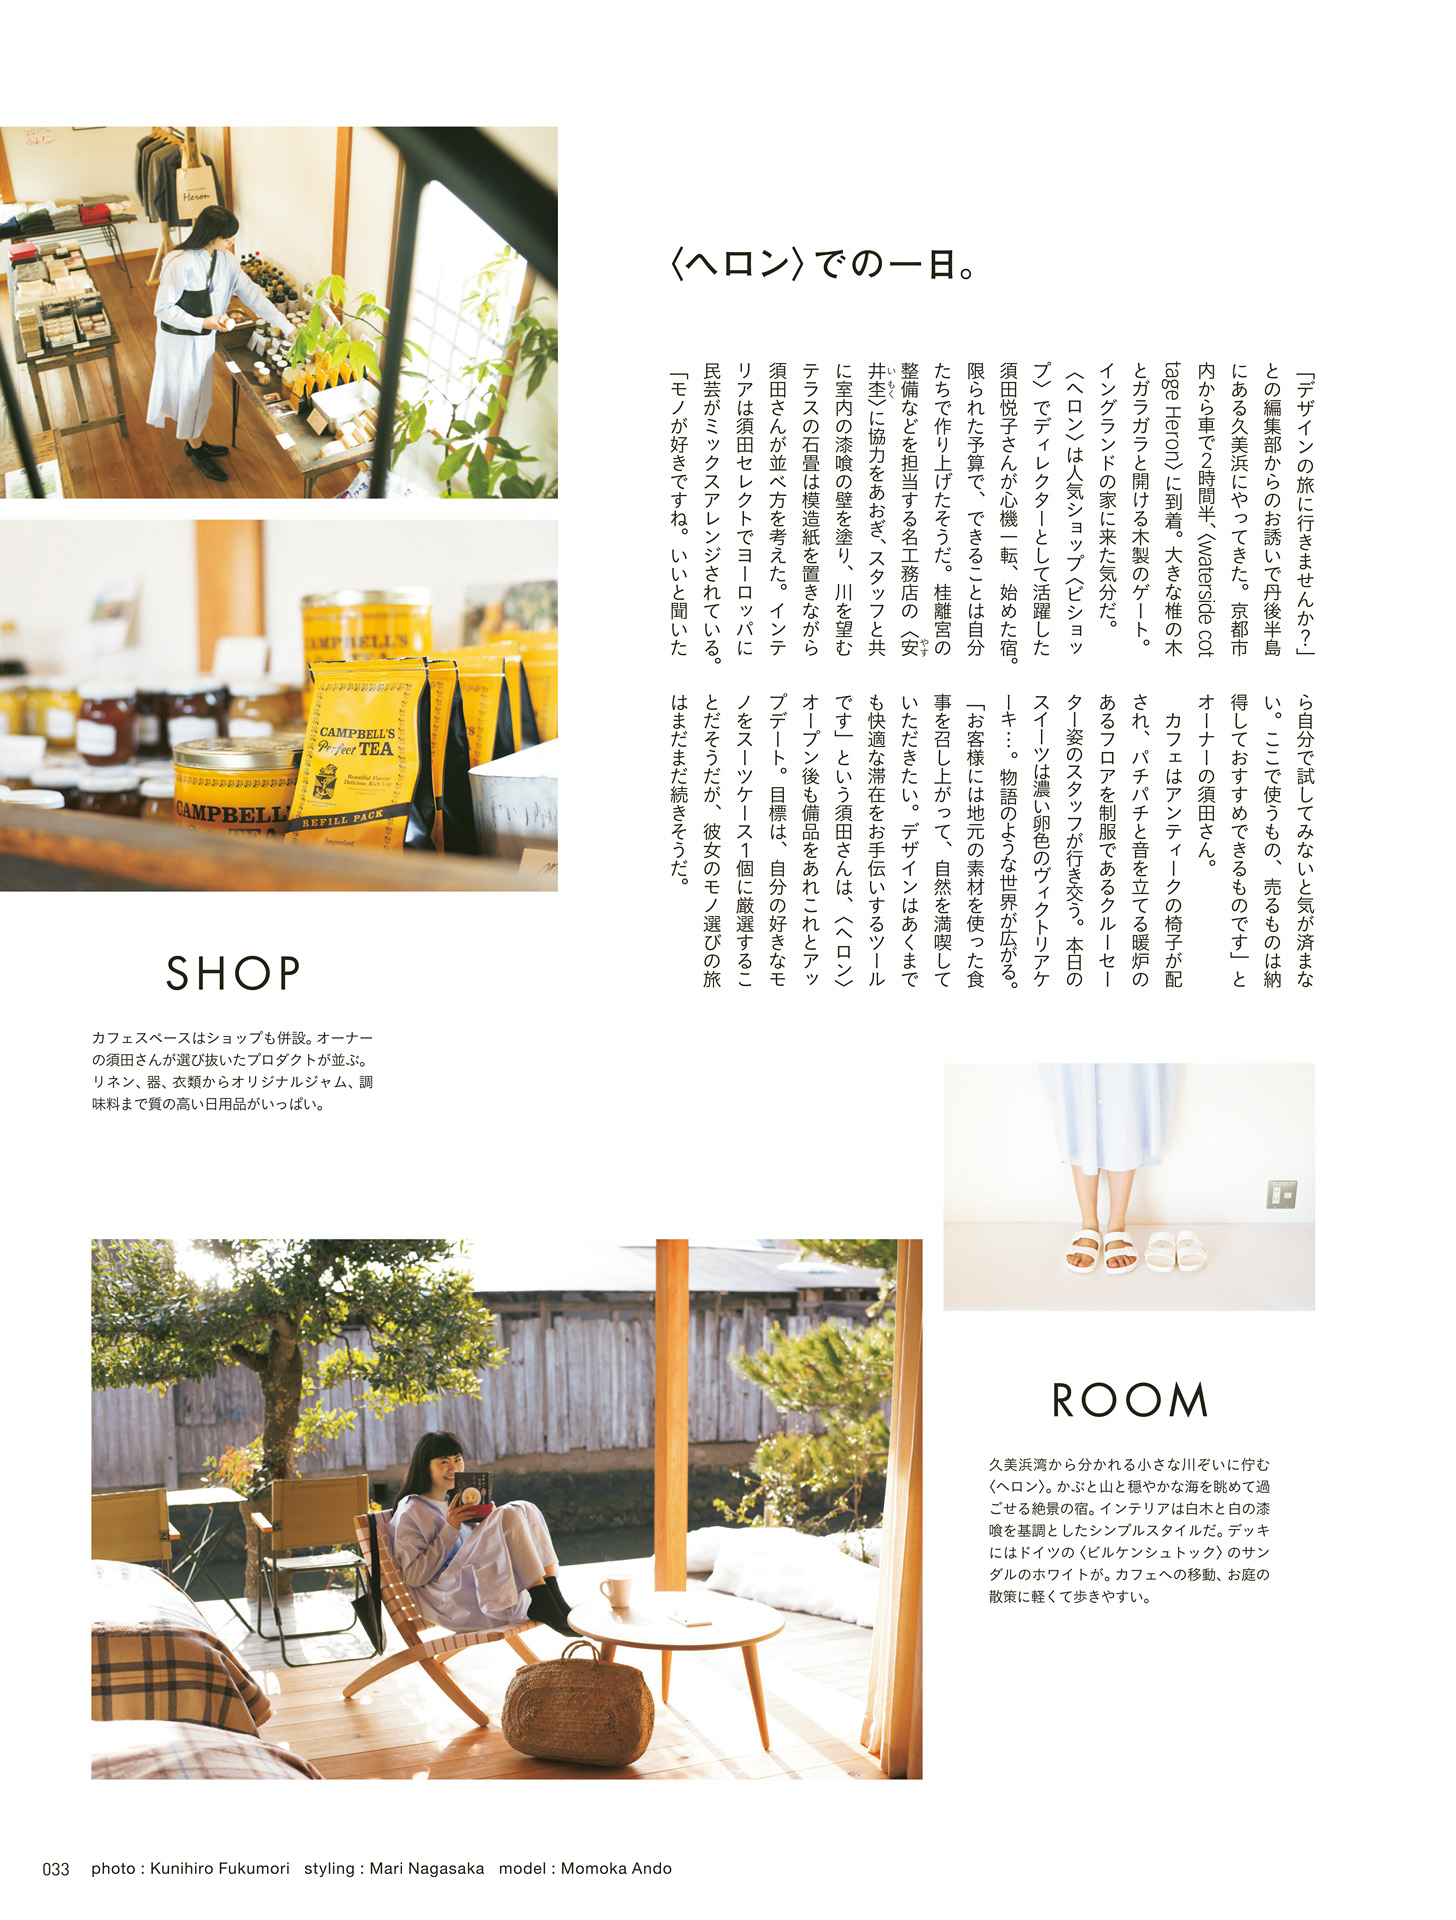 〈ヘロン〉での一日。
「デザインの旅に行きませんか？」
との編集部からのお誘いで丹後半島
にある久美浜にやってきた。京都市
内から車で2時間半、〈waterside cot
tage Heron〉に到着。大きな椎の木
とガラガラと開ける木製のゲート。
イングランドの家に来た気分だ。
〈ヘロン〉は人気ショップ〈ビショッ
プ〉でディレクターとして活躍した
須田悦子さんが心機一転、始めた宿。
限られた予算で、できることは自分
たちで作り上げたそうだ。桂離宮の
整備などを担当する名工務店の〈安
やす
井杢〉に協力をあおぎ、スタッフと共
いもく
に室内の漆喰の壁を塗り、川を望む
テラスの石畳は模造紙を置きながら
須田さんが並べ方を考えた。インテ
リアは須田セレクトでヨーロッパに
民芸がミックスアレンジされている。
「モノが好きですね。いいと聞いた
ら自分で試してみないと気が済まな
い。ここで使うもの、売るものは納
得しておすすめできるものです」と
オーナーの須田さん。
カフェはアンティークの椅子が配
され、パチパチと音を立てる暖炉の
あるフロアを制服であるクルーセー
ター姿のスタッフが行き交う。本日の
スイーツは濃い卵色のヴィクトリアケ
ーキ…。物語のような世界が広がる。
「お客様には地元の素材を使った食
事を召し上がって、自然を満喫して
いただきたい。デザインはあくまで
も快適な滞在をお手伝いするツール
です」という須田さんは、〈ヘロン〉
オープン後も備品をあれこれとアッ
プデート。目標は、自分の好きなモ
ノをスーツケース1個に厳選するこ
とだそうだが、彼女のモノ選びの旅
はまだまだ続きそうだ。
Heron
CAMPBELL'S
TEA
CAMPBELL'S
Perfect TEA
Beautiful Flavour
Delicious Rich Cup
REFILL PACK
Important
CAMPBELL'
TEA
SHOP
カフェスペースはショップも併設。オーナー
の須田さんが選び抜いたプロダクトが並ぶ。
リネン、器、衣類からオリジナルジャム、調
味料まで質の高い日用品がいっぱい。
ROOM
久美浜湾から分かれる小さな川ぞいに佇む
〈ヘロン〉。かぶと山と穏やかな海を眺めて過
ごせる絶景の宿。インテリアは白木と白の漆
喰を基調としたシンプルスタイルだ。デッキ
にはドイツの〈ビルケンシュトック〉のサン
ダルのホワイトが。カフェへの移動、お庭の
散策に軽くて歩きやすい。
033 photo : Kunihiro Fukumori styling : Mari Nagasaka model : Momoka Ando